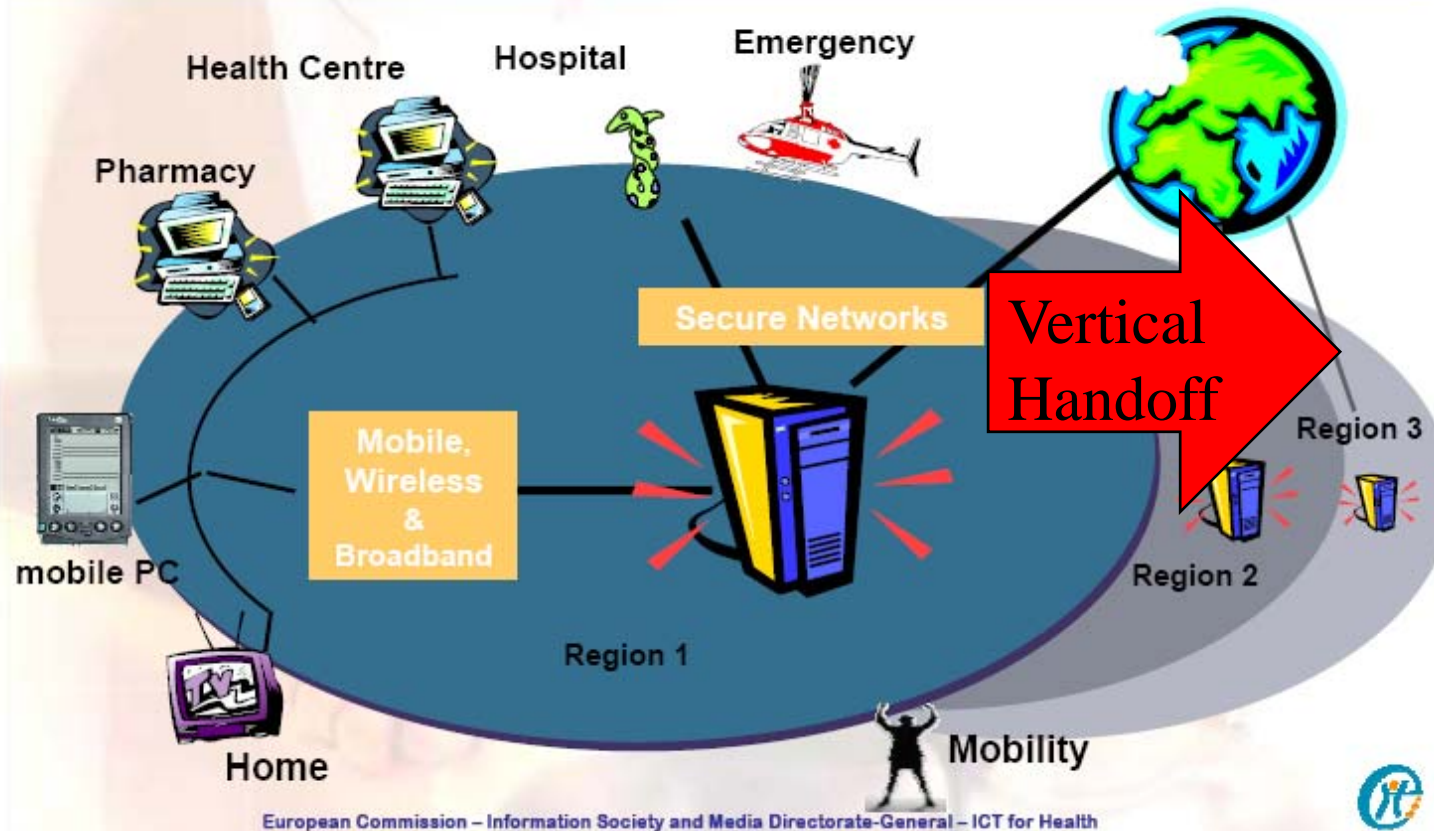 Emergency
Hospital
Health Centre
Pharmacy
Secure Networks
Vertical
Handoff
Region 3
Mobile,
Wireless
&
Broadband
mobile PC
Region 2
Region 1
TV
Home
Mobility
European Commission – Information Society and Media Directorate-General – ICT for Health